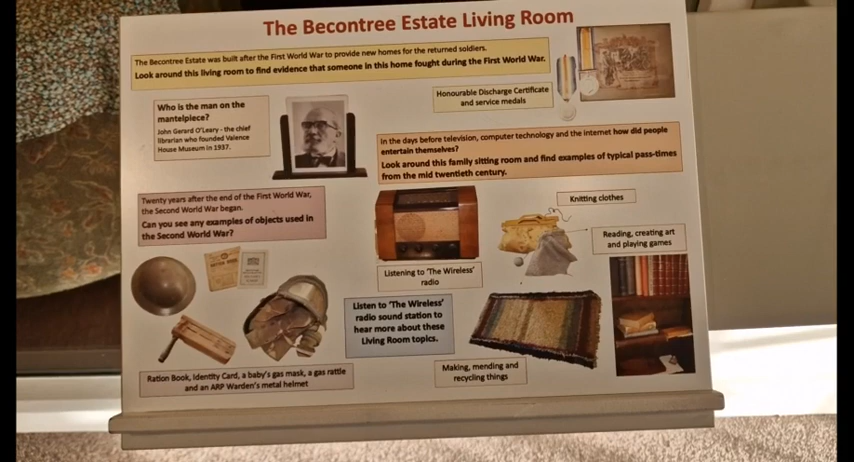 The Becontree Estate Living Room
The Becontree Estate was built after the First World War to provide new homes for the returned soldiers.
Look around this living room to find evidence that someone in this home fought during the First World War.
Honourable Discharge Certificate
and service medals
Who is the man on the
mantelpiece?
John Gerard O'Leary - the chief
librarian who founded Valence
House Museum in 1937.
In the days before television, computer technology and the internet how did people
entertain themselves?
Look around this family sitting room and find examples of typical pass-times
from the mid twentieth century.
Twenty years after the end of the First World War,
the Second World War began.
Can you see any examples of objects used in
the Second World War?
Knitting clothes
Reading, creating art
and playing games
Listening to 'The Wireless'
radio
Listen to 'The Wireless'
radio sound station to
hear more about these
Living Room topics.
Making, mending and
recycling things
Ration Book, Identity Card, a baby's gas mask, a gas rattle
and an ARP Warden's metal helmet